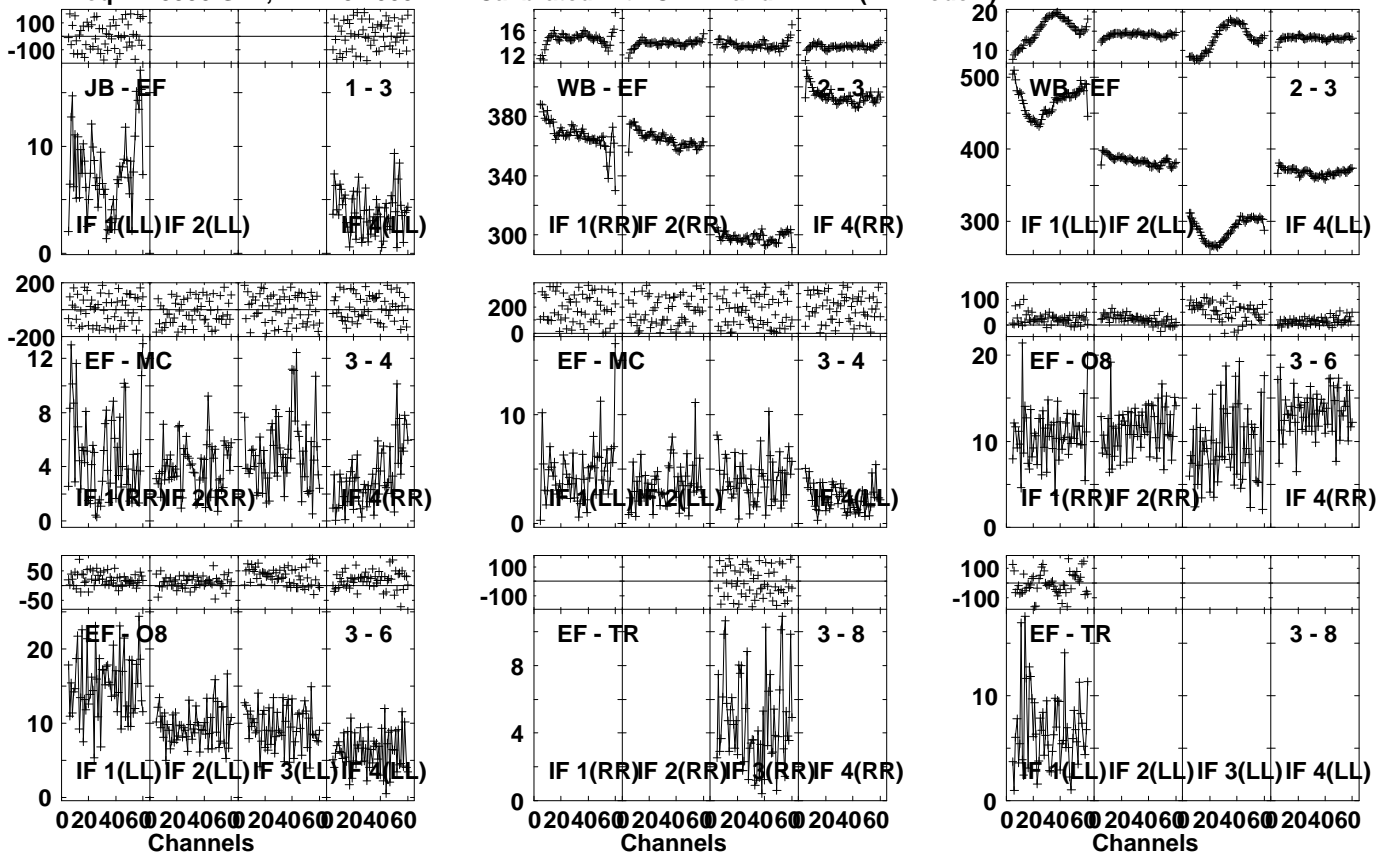 100
-100
JB - EF 1 - 3
10
0
IF 1(LL) IF 2(LL) IF 4(LL)
16
12
WB - EF 2 - 3
380
360
340
320
300
IF 1(RR) IF 2(RR) IF 4(RR)
20
10
WB - EF 2 - 3
500
400
300
IF 1(LL) IF 2(LL) IF 4(LL)
200
-200
EF - MC 3 - 4
12
8
4
0
IF 1(RR) IF 2(RR) IF 4(RR)
200
0
EF - MC 3 - 4
10
0
IF 1(LL) IF 2(LL) IF 4(LL)
100
0
EF - O8 3 - 6
20
10
0
IF 1(RR) IF 2(RR) IF 4(RR)
50
-50
EF - O8 3 - 6
20
10
0
IF 1(LL) IF 2(LL) IF 3(LL) IF 4(LL)
0204060 0204060
Channels
100
-100
EF - TR 3 - 8
8
4
0
IF 1(RR) IF 2(RR) IF 3(RR) IF 4(RR)
0204060 0204060
Channels
100
-100
EF - TR 3 - 8
10
0
IF 1(LL) IF 2(LL) IF 3(LL) IF 4(LL)
0204060 0204060
Channels